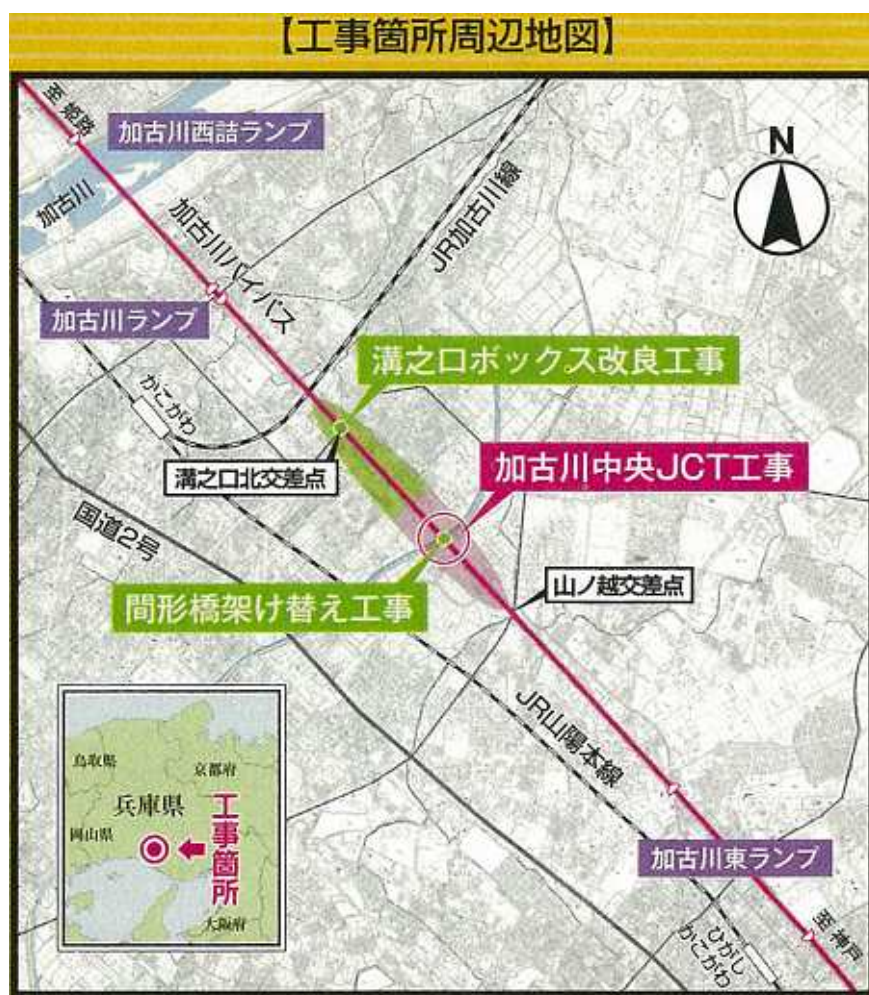 【工事箇所周辺地図】
至 姫路
加古川西詰ランプ
N
加古川
加古川バイパス
JR加古川線
加古川ランプ
溝之口ボックス改良工事
かこがわ
溝之口北交差点
加古川中央JCT工事
国道2号
山ノ越交差点
間形橋架け替え工事
JR山陽本線
鳥取県
京都府
兵庫県
岡山県
工事箇所
大阪府
加古川東ランプ
至 神戸
ひがし
かこがわ